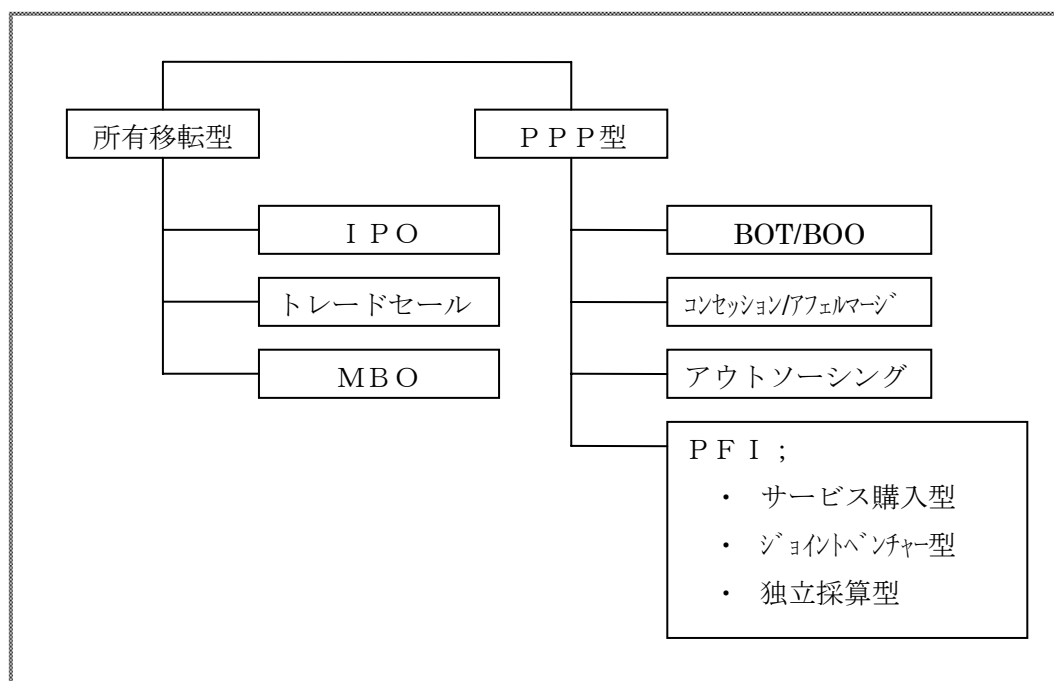 所有移転型
ＰＰＰ型
ＩＰＯ
トレードセール
ＭＢＯ
BOT/BOO
ｺﾝｾｯｼｮﾝ/ｱﾌｪﾙﾏｰｼﾞ
アウトソーシング
ＰＦＩ；
・ サービス購入型
・ ｼﾞｮｲﾝﾄﾍﾞﾝﾁｬｰ型
・ 独立採算型